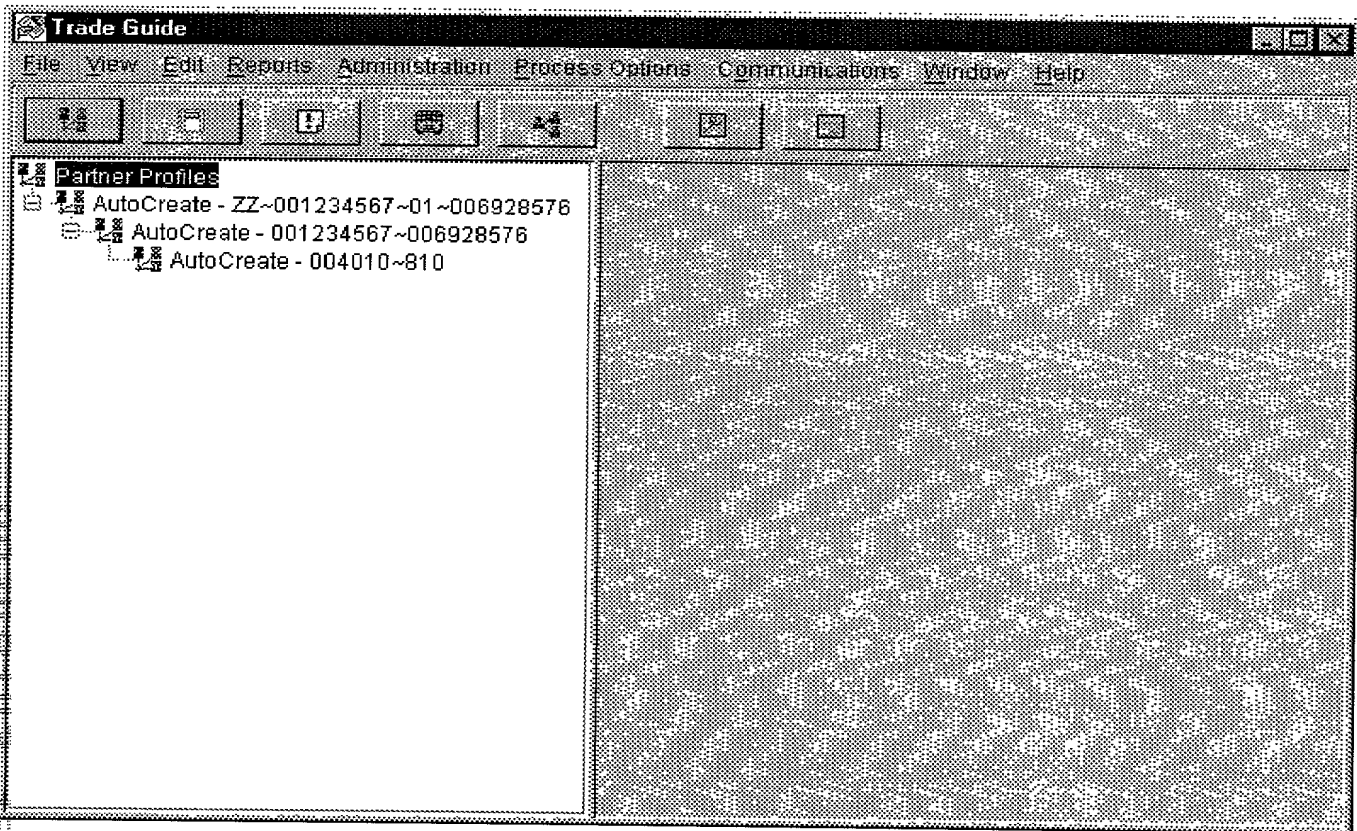 Trade Guide
File View Edit Reports Administration Process Options Communications Window Help
Partner Profiles
AutoCreate - ZZ~001234567~01~006928576
AutoCreate - 001234567~006928576
AutoCreate - 004010~810